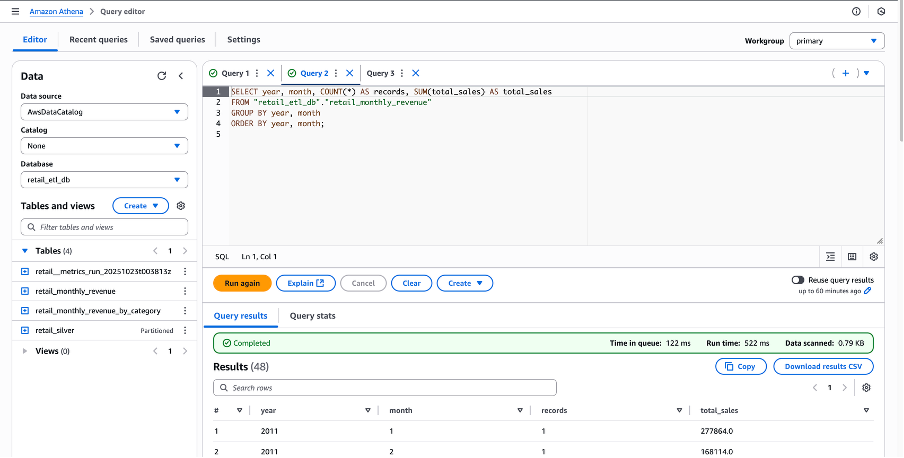 Amazon Athena > Query editor
Editor Recent queries Saved queries Settings
Workgroup primary
Data
Data source
AwsDataCatalog
Catalog
None
Database
retail_etl_db
Tables and views Create
Filter tables and views
Tables (4) 1
retail__metrics_run_20251023t003813z
retail_monthly_revenue
retail_monthly_revenue_by_category
retail_silver Partitioned
Views (0) 1
Query 1 Query 2 Query 3
1 SELECT year, month, COUNT(*) AS records, SUM(total_sales) AS total_sales
2 FROM "retail_etl_db"."retail_monthly_revenue"
3 GROUP BY year, month
4 ORDER BY year, month;
5
SQL Ln 1, Col 1
Run again Explain Cancel Clear Create
Reuse query results
up to 60 minutes ago
Query results Query stats
Completed Time in queue: 122 ms Run time: 522 ms Data scanned: 0.79 KB
Results (48) Copy Download results CSV
Search rows 1
# year month records total_sales
1 2011 1 1 277864.0
2 2011 2 1 168114.0